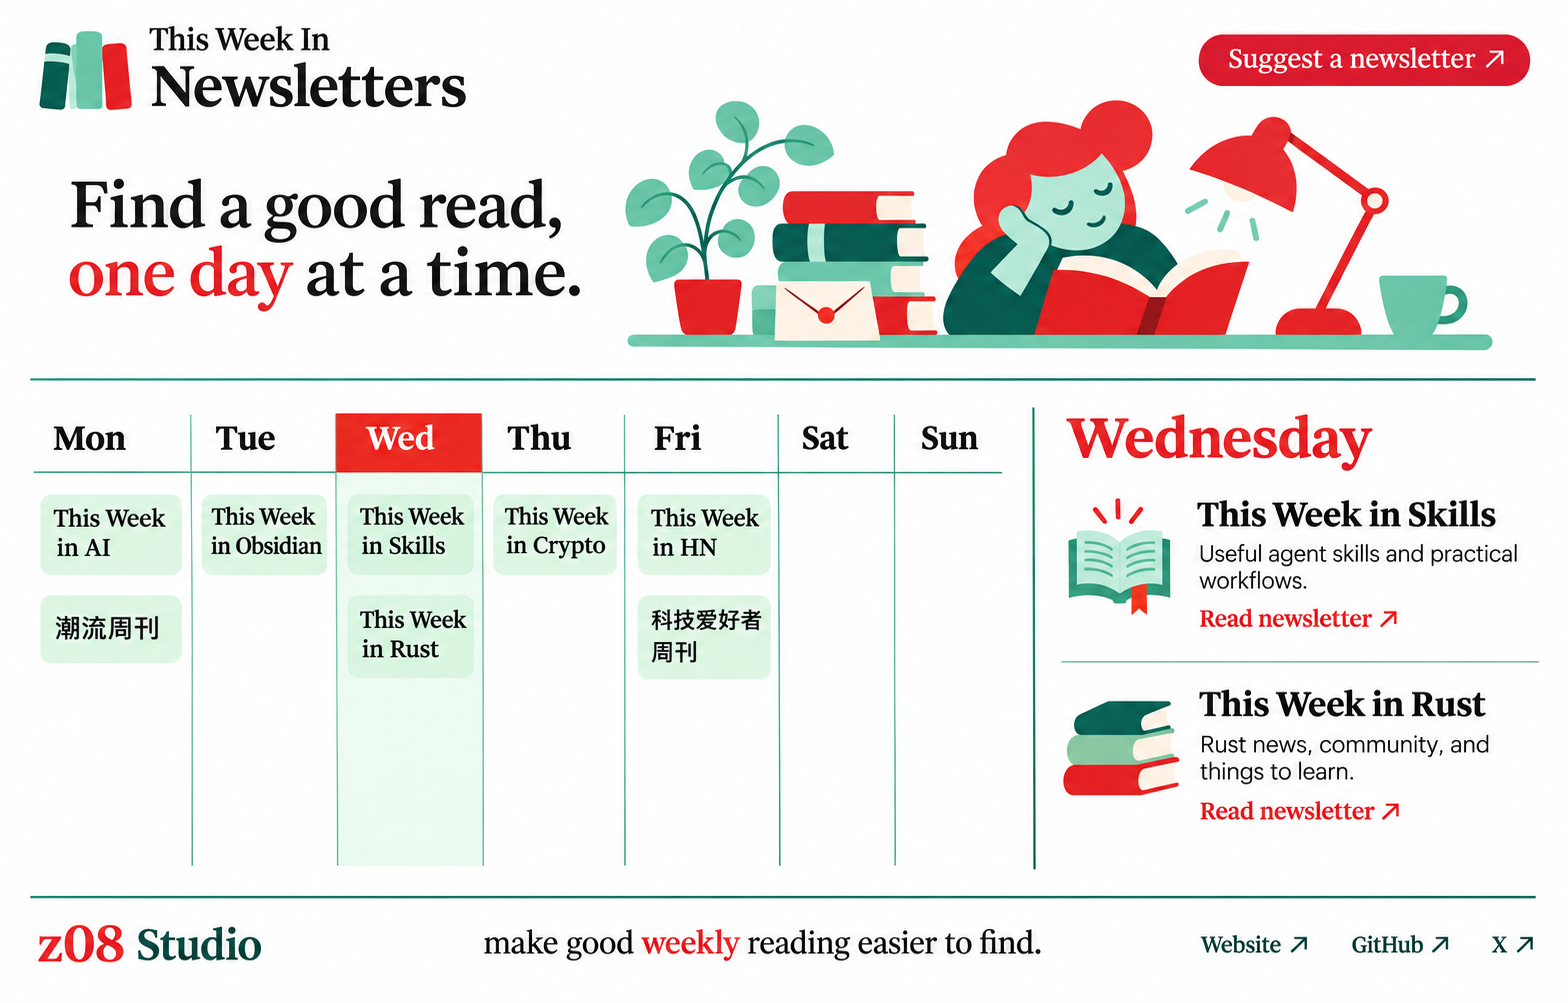 This Week In
Newsletters
Suggest a newsletter ↗
Find a good read,
one day at a time.
Mon
Tue
Wed
Thu
Fri
Sat
Sun
This Week
in AI
潮流周刊
This Week
in Obsidian
This Week
in Skills
This Week
in Rust
This Week
in Crypto
This Week
in HN
科技爱好者
周刊
Wednesday
This Week in Skills
Useful agent skills and practical
workflows.
Read newsletter ↗
This Week in Rust
Rust news, community, and
things to learn.
Read newsletter ↗
z08 Studio
make good weekly reading easier to find.
Website ↗
GitHub ↗
X ↗